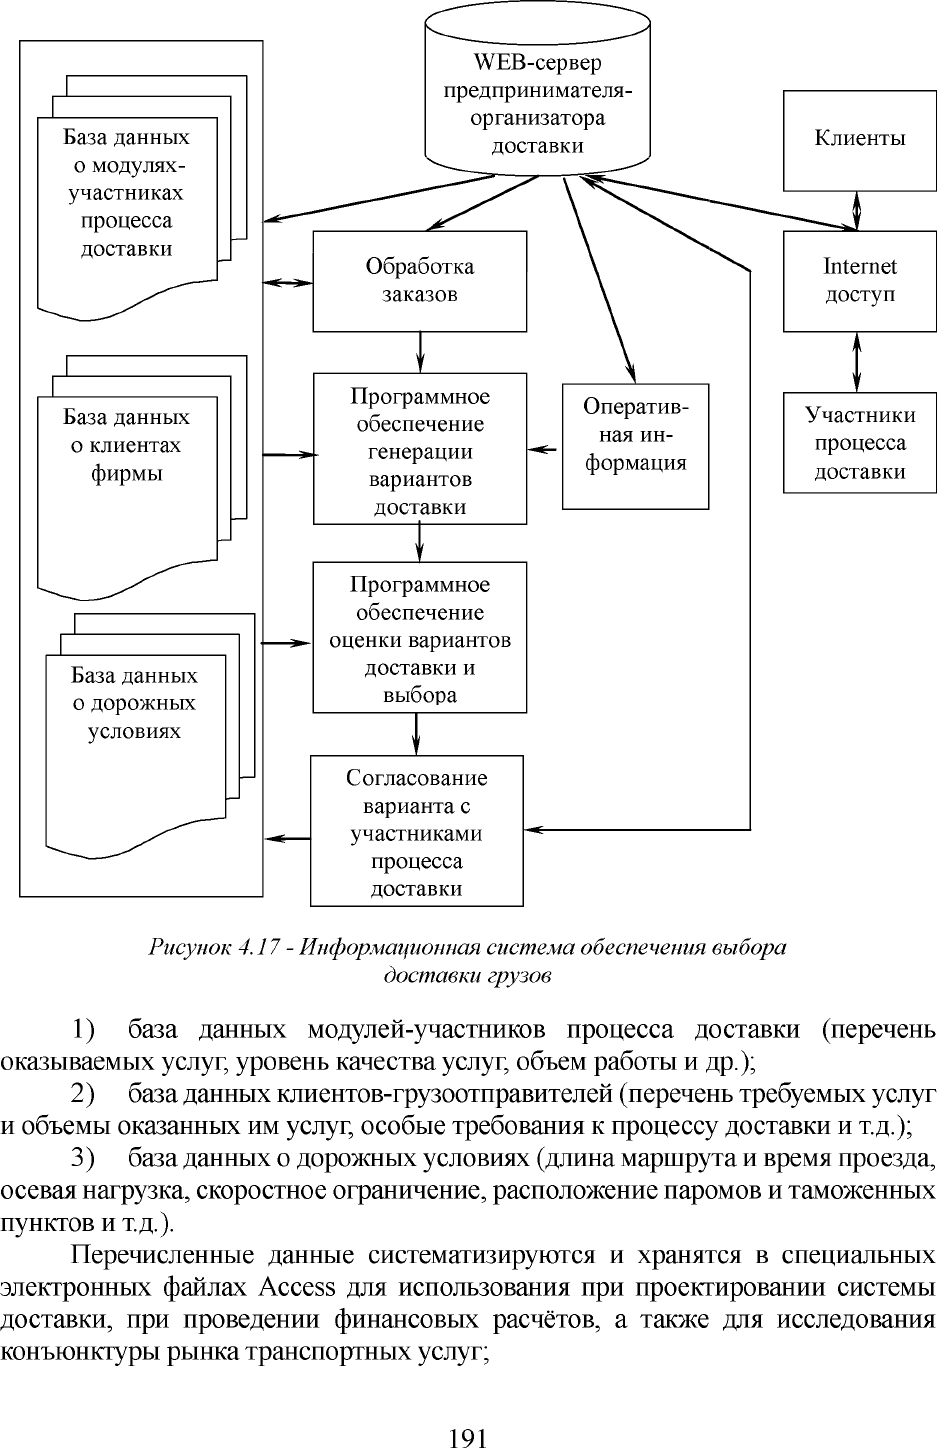 WEB-сервер
предпринимателя-
организатора
доставки
База данных
о модулях-
участниках
процесса
доставки
Клиенты
Обработка
заказов
Internet
доступ
База данных
о клиентах
фирмы
Программное
обеспечение
генерации
вариантов
доставки
Оператив-
ная ин-
формация
Участники
процесса
доставки
Программное
обеспечение
оценки вариантов
доставки и
выбора
База данных
о дорожных
условиях
Согласование
варианта с
участниками
процесса
доставки
Рисунок 4.17 - Информационная система обеспечения выбора
доставки грузов
1) база данных модулей-участников процесса доставки (перечень
оказываемых услуг, уровень качества услуг, объем работы и др.);
2) база данных клиентов-грузоотправителей (перечень требуемых услуг
и объемы оказанных им услуг, особые требования к процессу доставки и т.д.);
3) база данных о дорожных условиях (длина маршрута и время проезда,
осевая нагрузка, скоростное ограничение, расположение паромов и таможенных
пунктов и т.д.).
Перечисленные данные систематизируются и хранятся в специальных
электронных файлах Access для использования при проектировании системы
доставки, при проведении финансовых расчётов, а также для исследования
конъюнктуры рынка транспортных услуг;
191